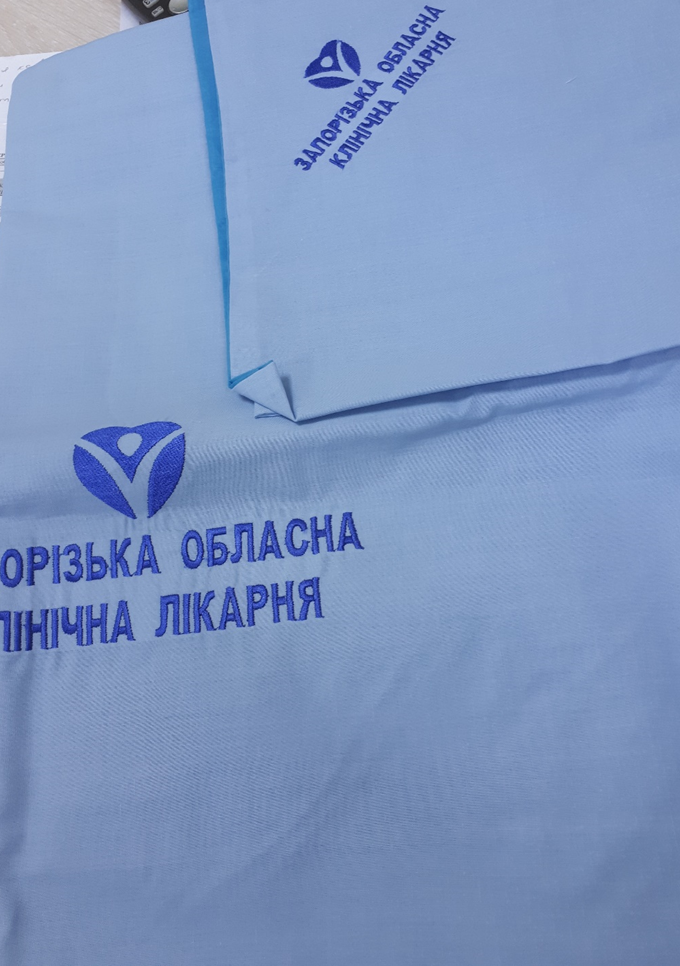 ЗАПОРІЗЬКА ОБЛАСНА
КЛІНІЧНА ЛІКАРНЯ
ОРІЗЬКА ОБЛАСНА
ЛІНІЧНА ЛІКАРНЯ